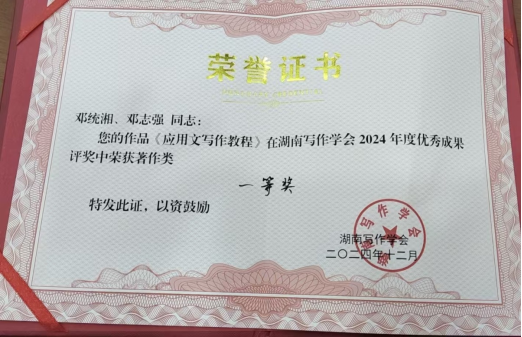 荣誉证书
邓统湘、邓志强 同志：
您的作品《应用文写作教程》在湖南写作学会 2024 年度优秀成果
评奖中荣获著作类
一等奖
特发此证，以资鼓励
湖南写作学会
二〇二四年十二月